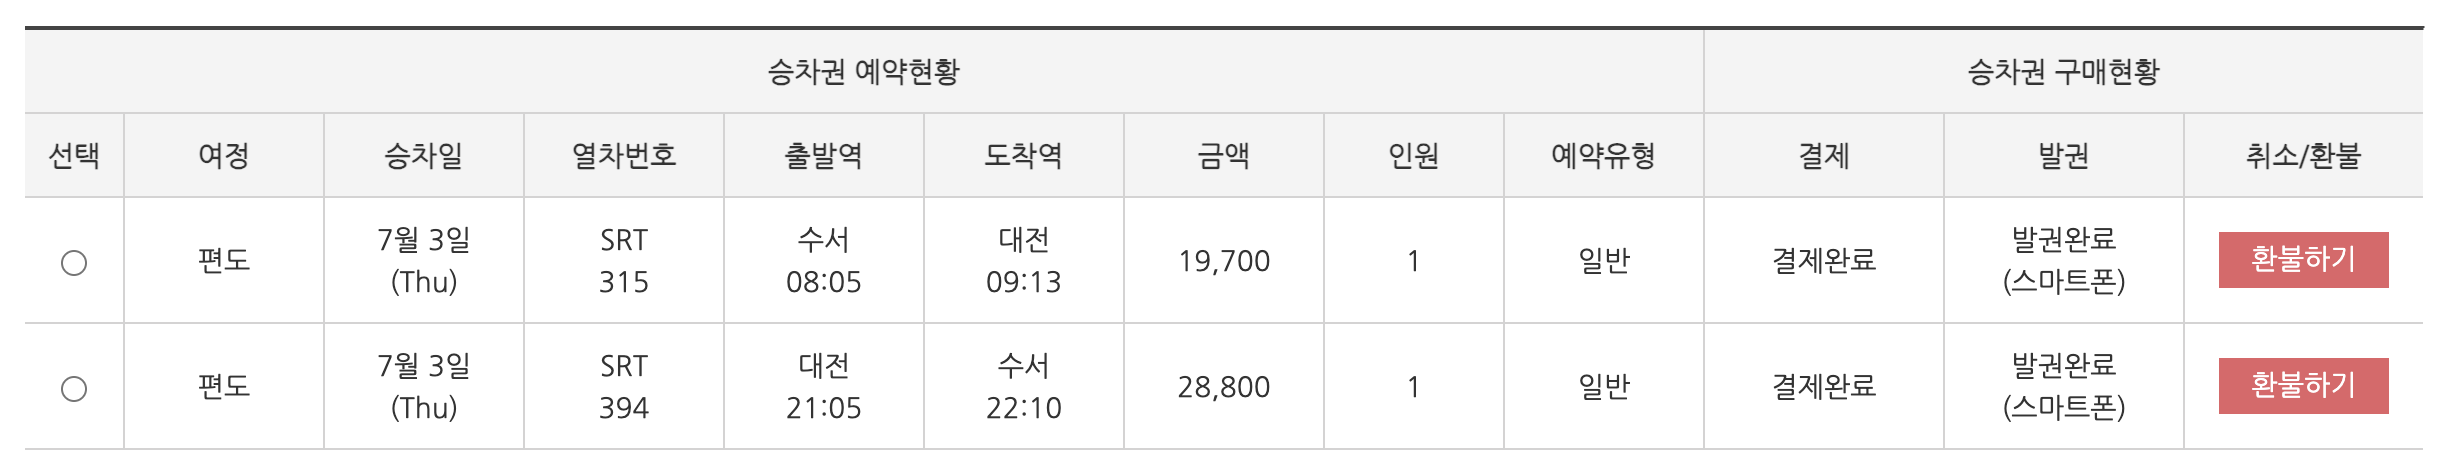 승차권 예약현황 승차권 구매현황
선택 여정 승차일 열차번호 출발역 도착역 금액 인원 예약유형 결제 발권 취소/환불
편도 7월 3일 (Thu) SRT 315 수서 08:05 대전 09:13 19,700 1 일반 결제완료 발권완료 (스마트폰) 환불하기
편도 7월 3일 (Thu) SRT 394 대전 21:05 수서 22:10 28,800 1 일반 결제완료 발권완료 (스마트폰) 환불하기